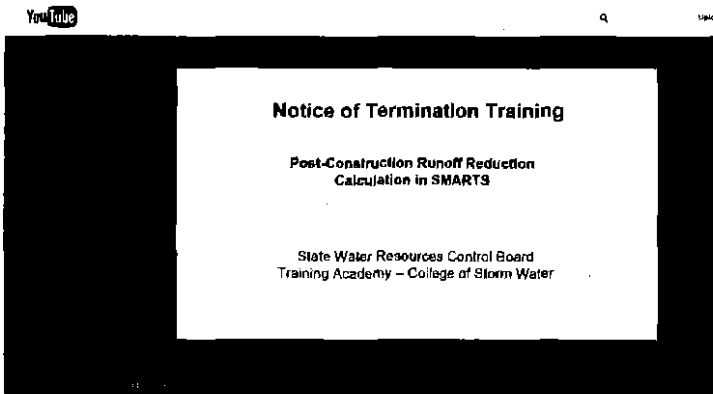 YouTube
Notice of Termination Training
Post-Construction Runoff Reduction
Calculation in SMARTS
State Water Resources Control Board
Training Academy – College of Storm Water